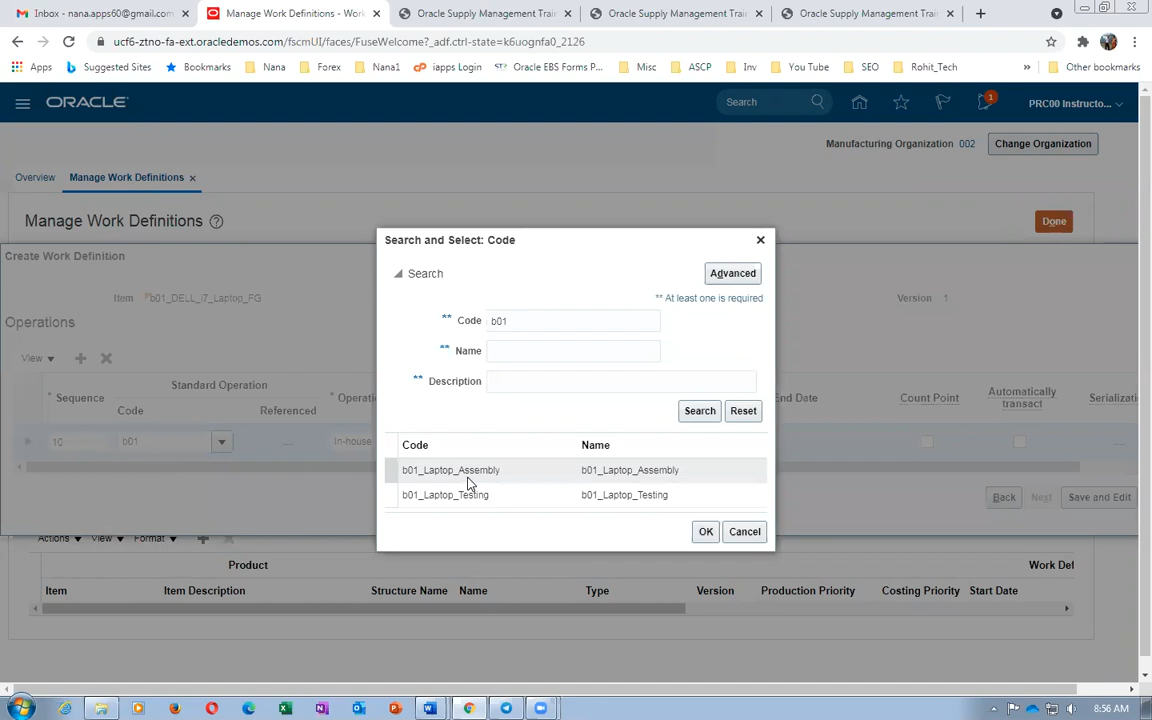 Inbox - nana.apps60@gmail.com
Manage Work Definitions - Work
Oracle Supply Management Train
Oracle Supply Management Train
Oracle Supply Management Train
ucf6-ztno-fa-ext.oracledemos.com/fscmUI/faces/FuseWelcome?_adf.ctrl-state=k6uognfa0_2126
Apps Suggested Sites Bookmarks Nana Forex Nana1 iapps Login Oracle EBS Forms P... Misc ASCP Inv You Tube SEO Rohit_Tech » Other bookmarks
ORACLE Search 1 PRC00 Instructo...
Manufacturing Organization 002 Change Organization
Overview Manage Work Definitions
Manage Work Definitions Done
Create Work Definition
Item b01_DELL_i7_Laptop_FG Version 1
Operations
View
Standard Operation
* Sequence Code Referenced * Operatio End Date Count Point Automatically transact Serializatio
10 b01 In-house
Back Next Save and Edit
Search and Select: Code
Search Advanced
** At least one is required
** Code b01
** Name
** Description
Search Reset
Code Name
b01_Laptop_Assembly b01_Laptop_Assembly
b01_Laptop_Testing b01_Laptop_Testing
OK Cancel
Actions View Format
Product Work Def
Item Item Description Structure Name Name Type Version Production Priority Costing Priority Start Date
8:56 AM